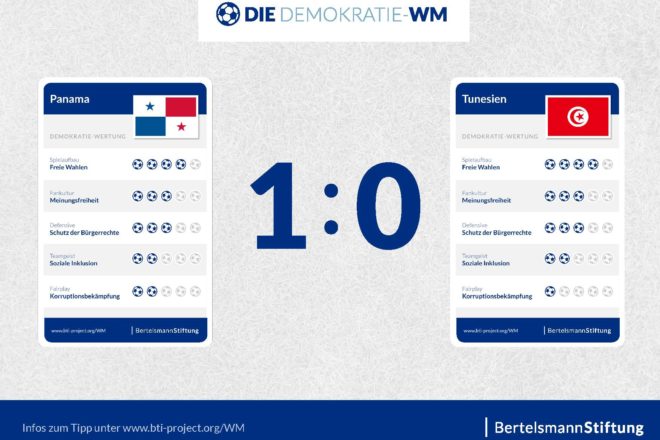 DIE DEMOKRATIE-WM
Panama
DEMOKRATIE-WERTUNG
Spielaufbau
Freie Wahlen
Fankultur
Meinungsfreiheit
Defensive
Schutz der Bürgerrechte
Teamgeist
Soziale Inklusion
Fairplay
Korruptionsbekämpfung
www.bti-project.org/WM
BertelsmannStiftung
1:0
Tunesien
DEMOKRATIE-WERTUNG
Spielaufbau
Freie Wahlen
Fankultur
Meinungsfreiheit
Defensive
Schutz der Bürgerrechte
Teamgeist
Soziale Inklusion
Fairplay
Korruptionsbekämpfung
www.bti-project.org/WM
BertelsmannStiftung
Infos zum Tipp unter www.bti-project.org/WM
BertelsmannStiftung